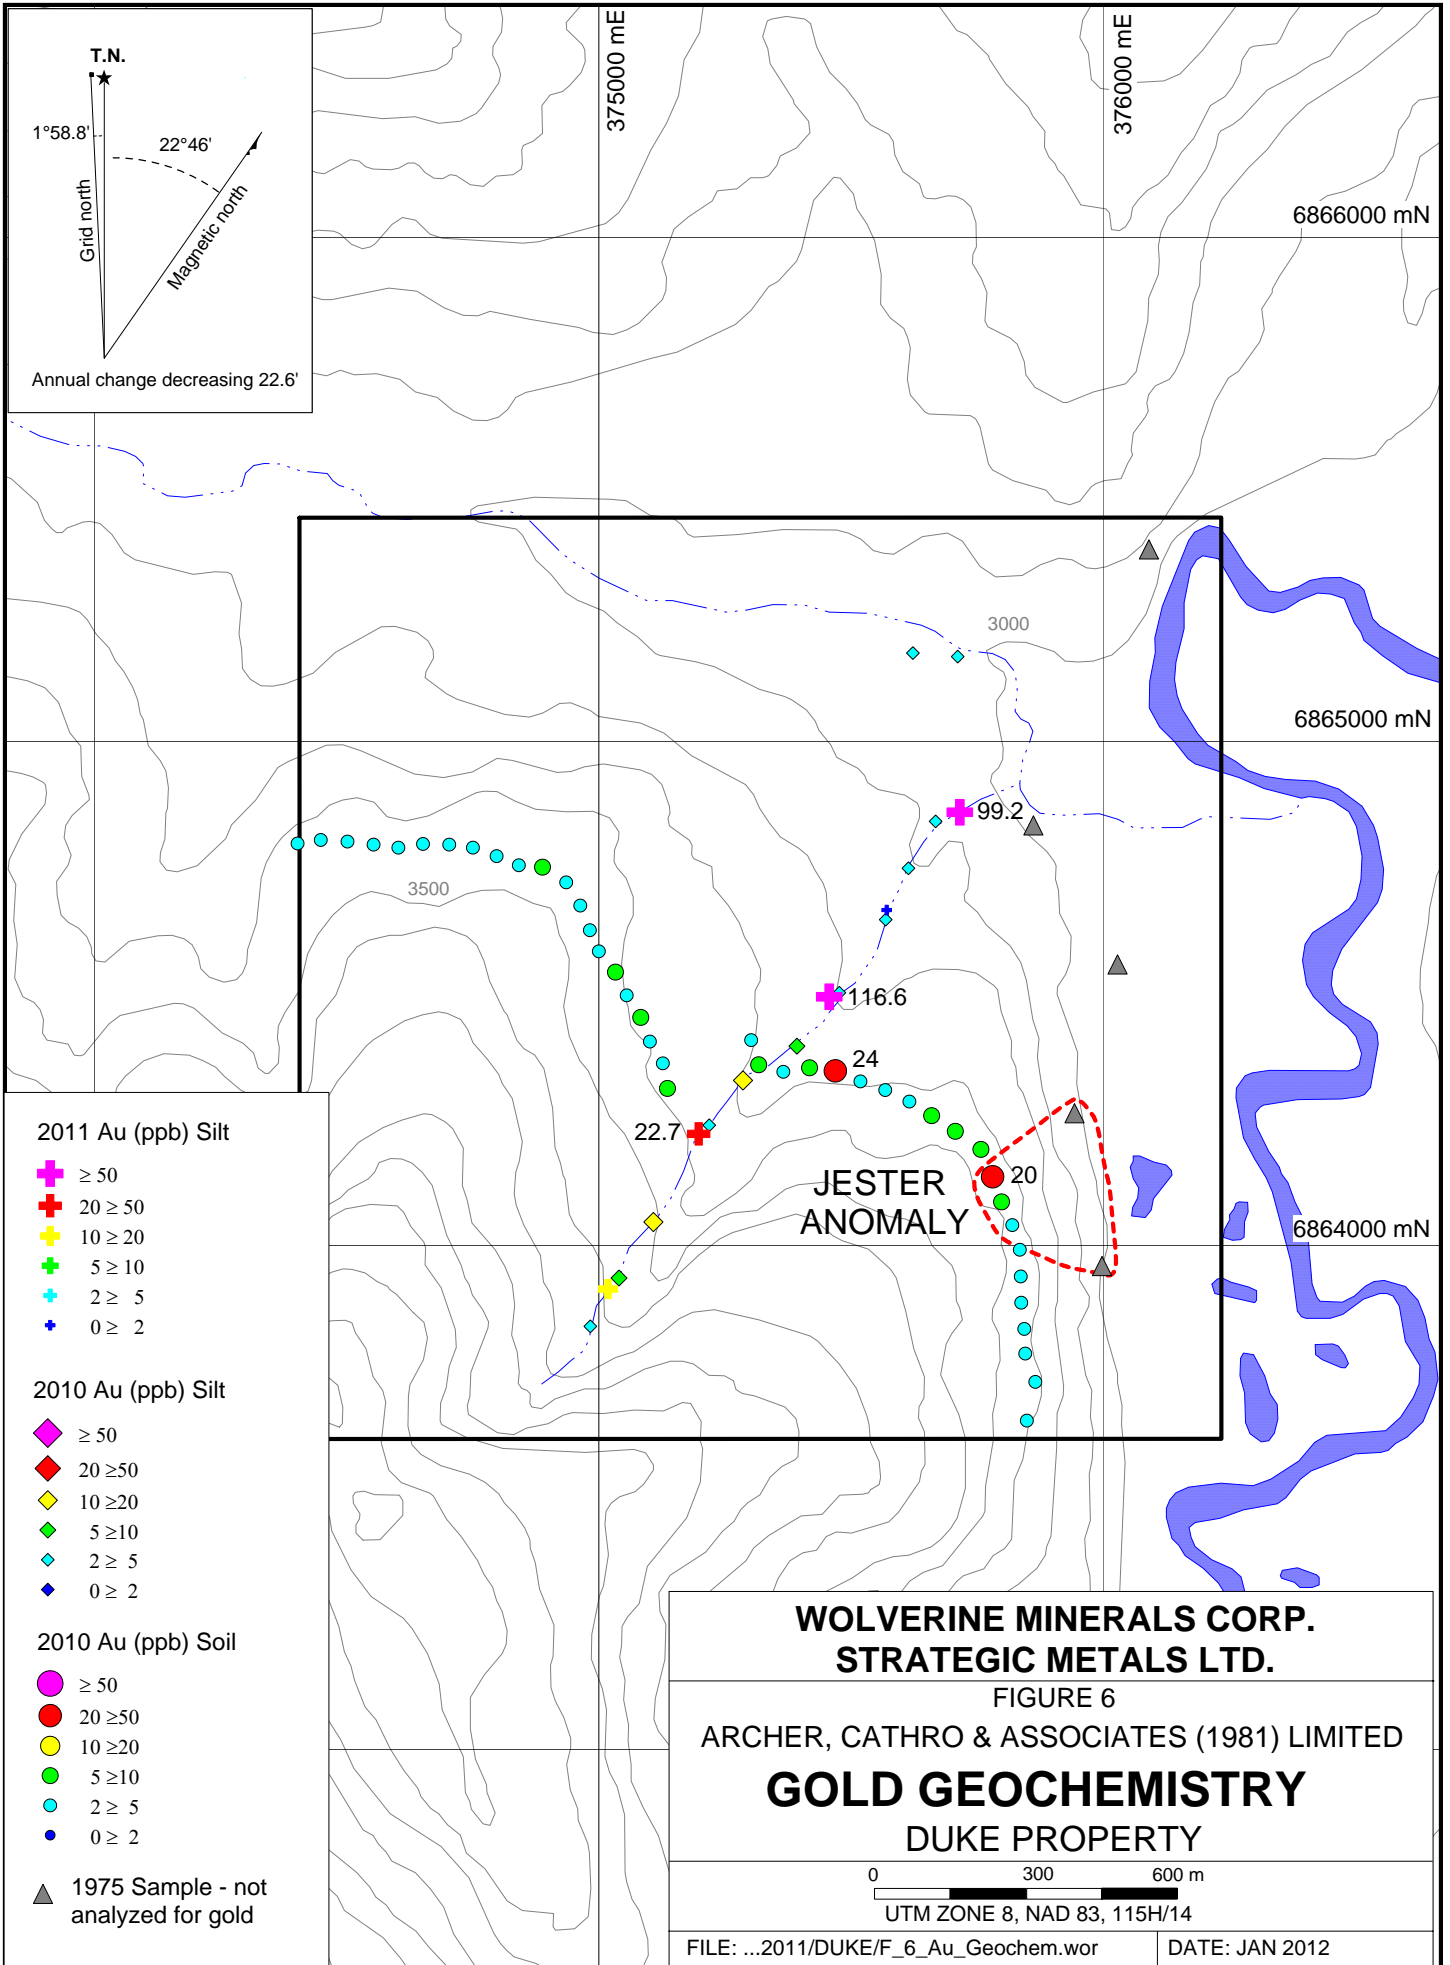 T.N.
1°58.8'
22°46'
Grid north
Magnetic north
Annual change decreasing 22.6'
375000 mE
376000 mE
6866000 mN
3000
6865000 mN
99.2
3500
116.6
24
22.7
20
JESTER
ANOMALY
6864000 mN
2011 Au (ppb) Silt
≥ 50
20 ≥ 50
10 ≥ 20
5 ≥ 10
2 ≥ 5
0 ≥ 2
2010 Au (ppb) Silt
≥ 50
20 ≥50
10 ≥20
5 ≥10
2 ≥ 5
0 ≥ 2
2010 Au (ppb) Soil
≥ 50
20 ≥50
10 ≥20
5 ≥10
2 ≥ 5
0 ≥ 2
1975 Sample - not
analyzed for gold
WOLVERINE MINERALS CORP.
STRATEGIC METALS LTD.
FIGURE 6
ARCHER, CATHRO & ASSOCIATES (1981) LIMITED
GOLD GEOCHEMISTRY
DUKE PROPERTY
0 300 600 m
UTM ZONE 8, NAD 83, 115H/14
FILE: ...2011/DUKE/F_6_Au_Geochem.wor
DATE: JAN 2012